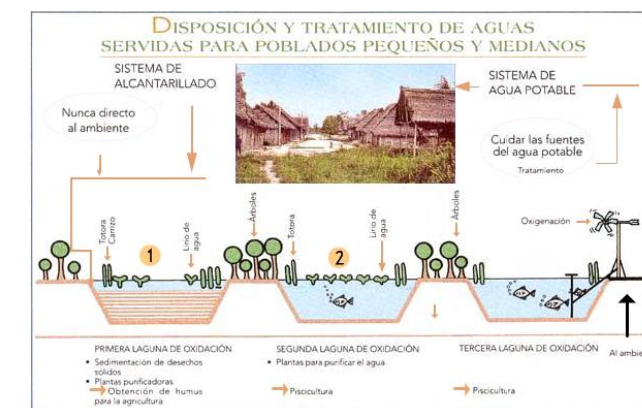 DISPOSICIÓN Y TRATAMIENTO DE AGUAS
SERVIDAS PARA POBLADOS PEQUEÑOS Y MEDIANOS
SISTEMA DE
ALCANTARILLADO
SISTEMA DE
AGUA POTABLE
Nunca directo
al ambiente
Cuidar las fuentes
del agua potable
Tratamiento
Totora
Carrizo
1
Lirio de
agua
Arboles
Totora
2
Lirio de
agua
Arboles
Oxigenación
PRIMERA LAGUNA DE OXIDACIÓN
• Sedimentación de desechos
sólidos
• Plantas purificadoras
Obtención de humus
para la agricultura
SEGUNDA LAGUNA DE OXIDACIÓN
• Plantas para purificar el agua
Piscicultura
TERCERA LAGUNA DE OXIDACIÓN
Piscicultura
Al ambie